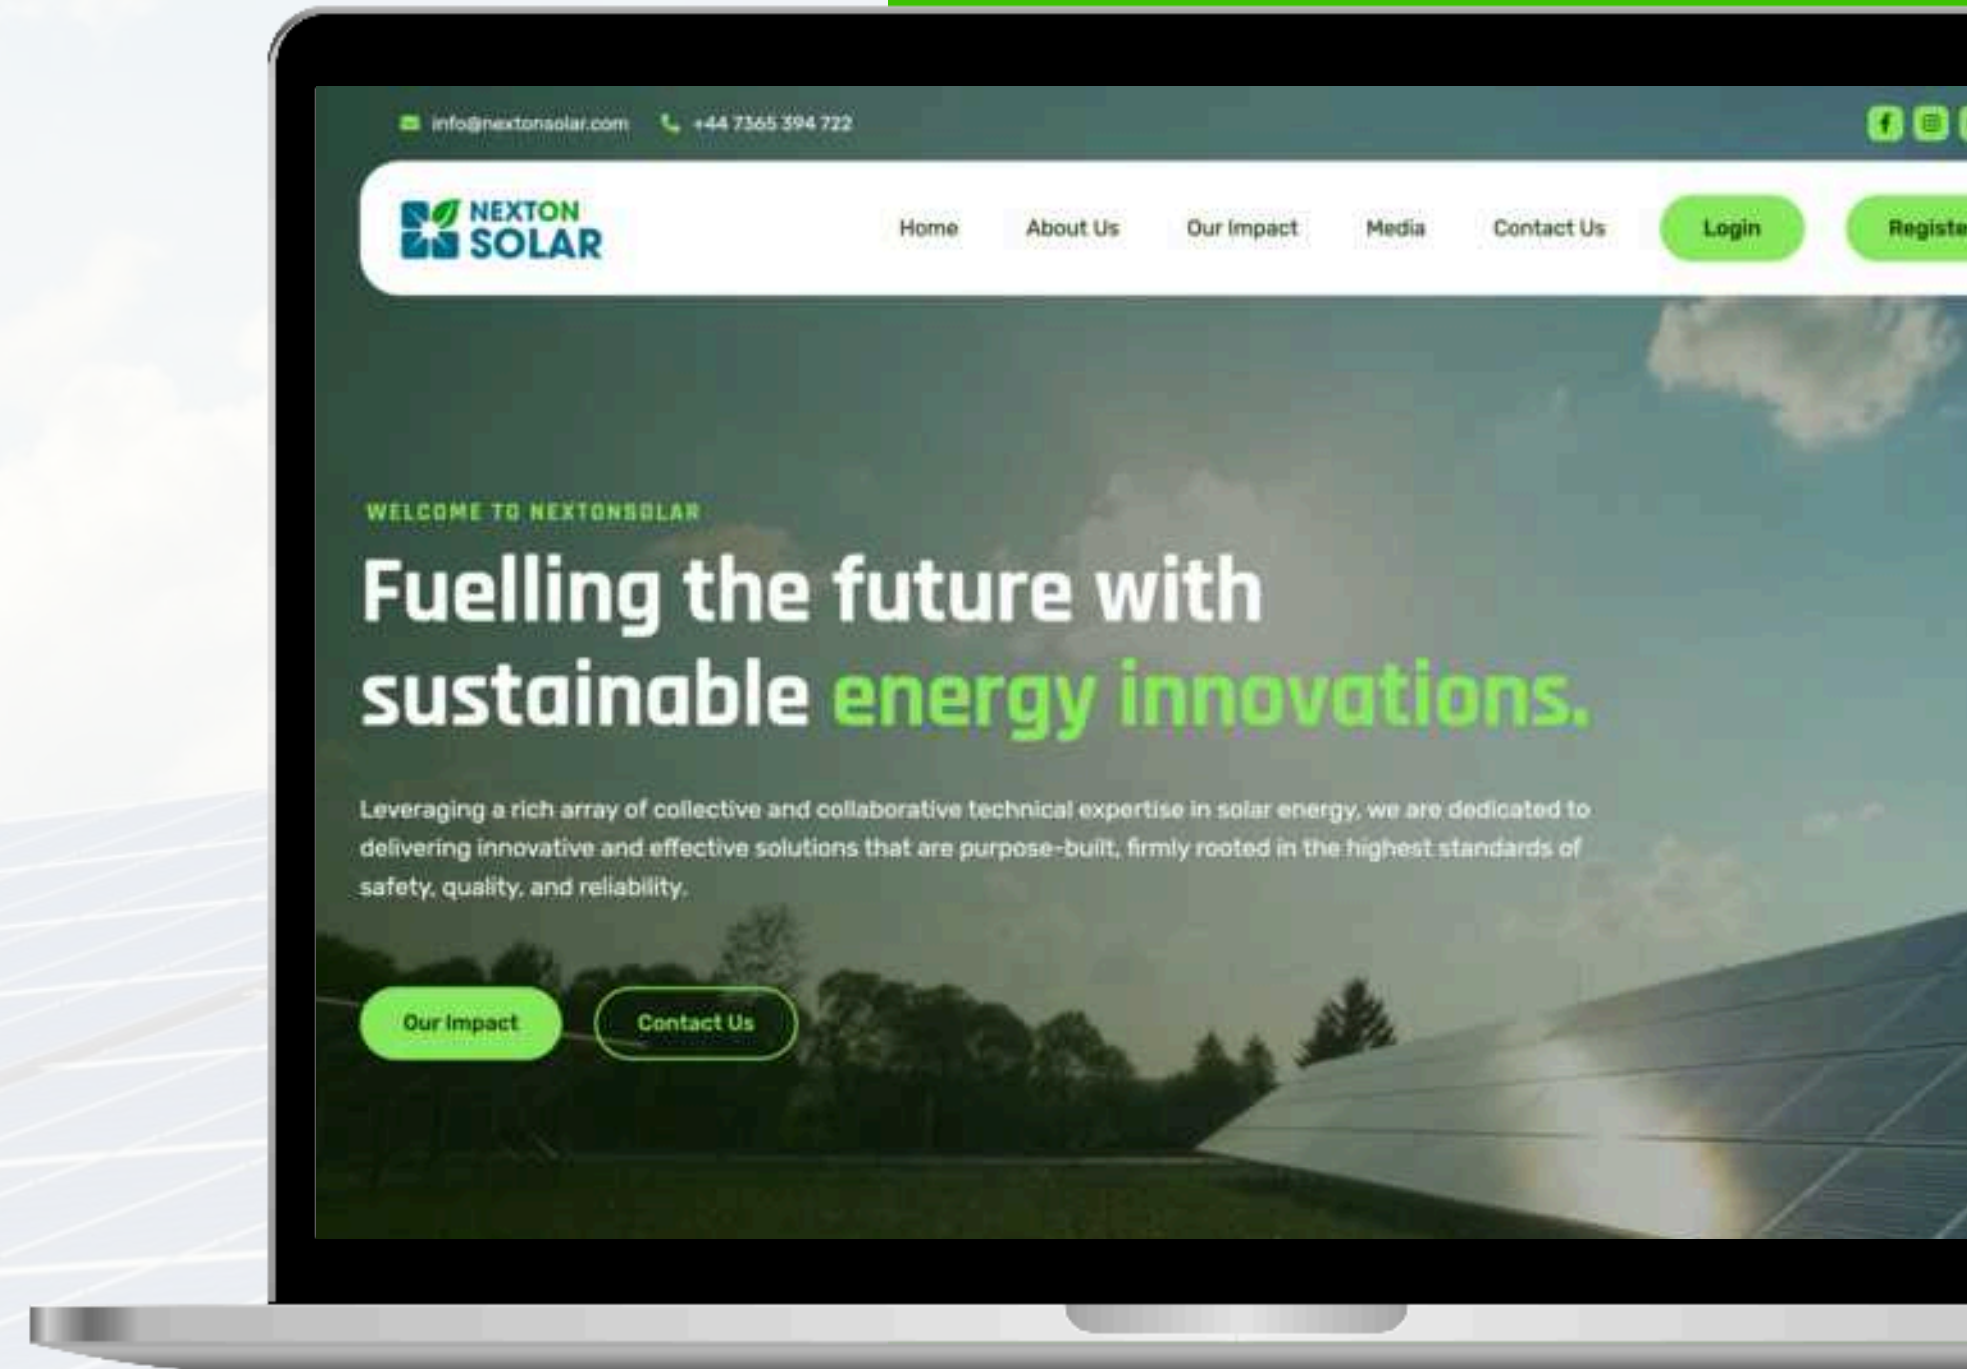 info@nextonsolar.com +44 7365 394 722
NEXTON
SOLAR
Home About Us Our Impact Media Contact Us Login Registe
WELCOME TO NEXTONSOLAR
Fuelling the future with
sustainable energy innovations.
Leveraging a rich array of collective and collaborative technical expertise in solar energy, we are dedicated to
delivering innovative and effective solutions that are purpose-built, firmly rooted in the highest standards of
safety, quality, and reliability.
Our Impact Contact Us